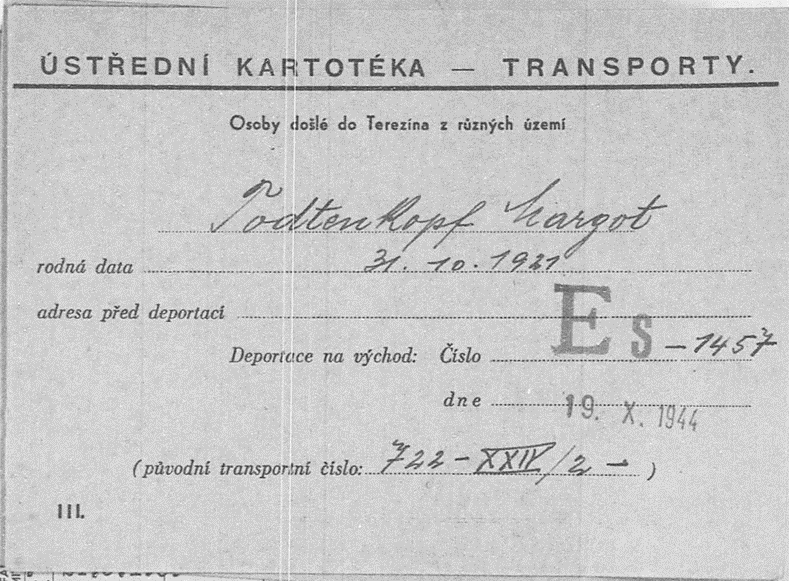 ÚSTŘEDNÍ KARTOTÉKA — TRANSPORTY.
Osoby došlé do Terezína z různých území
Todtenkopf Margot
rodná data 31. 10. 1921
adresa před deportací
Deportace na východ: Číslo Es – 1457
dne 19. X. 1944
(původní transportní číslo: 722 – XXIV/2 – )
III.